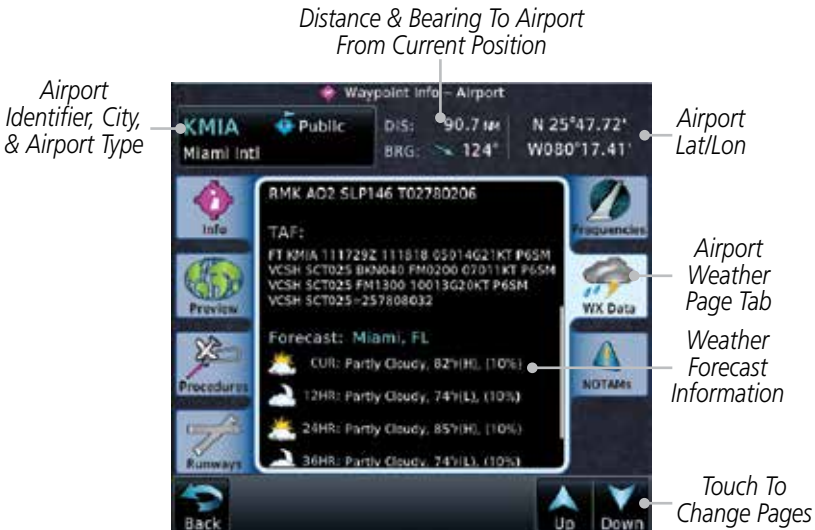 Distance & Bearing To Airport
From Current Position
Airport
Identifier, City,
& Airport Type
Waypoint Info – Airport
KMIA
Public
Miami Intl
DIS: 90.7 NM
BRG: 124°
N 25°47.72'
W080°17.41'
Airport
Lat/Lon
Info
Preview
Procedures
Runways
RMK AO2 SLP146 T02780206
TAF:
FT KMIA 111729Z 111818 05014G21KT P6SM
VCSH SCT025 BKN040 FM0200 07011KT P6SM
VCSH SCT025 FM1300 10013G20KT P6SM
VCSH SCT025=257808032
Forecast: Miami, FL
CUR: Partly Cloudy, 82°F(H), (10%)
12HR: Partly Cloudy, 74°F(L), (10%)
24HR: Partly Cloudy, 85°F(H), (10%)
36HR: Partly Cloudy, 74°F(L), (10%)
Frequencies
WX Data
NOTAMs
Airport
Weather
Page Tab
Weather
Forecast
Information
Back
Up
Down
Touch To
Change Pages